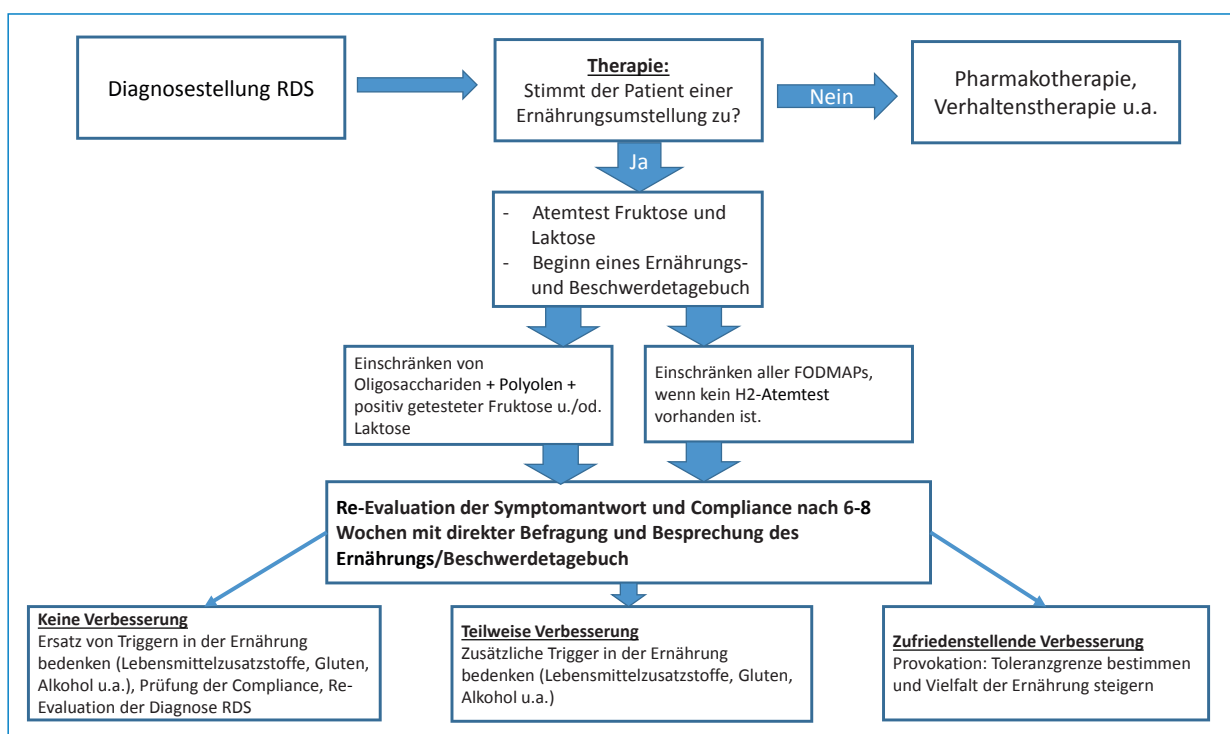 Diagnosestellung RDS
Therapie:
Stimmt der Patient einer
Ernährungsumstellung zu?
Nein
Pharmakotherapie,
Verhaltenstherapie u.a.
Ja
- Atemtest Fruktose und
Laktose
- Beginn eines Ernährungs-
und Beschwerdetagebuch
Einschränken von
Oligosacchariden + Polyolen +
positiv getesteter Fruktose u./od.
Laktose
Einschränken aller FODMAPs,
wenn kein H2-Atemtest
vorhanden ist.
Re-Evaluation der Symptomantwort und Compliance nach 6-8
Wochen mit direkter Befragung und Besprechung des
Ernährungs/Beschwerdetagebuch
Keine Verbesserung
Ersatz von Triggern in der Ernährung
bedenken (Lebensmittelzusatzstoffe, Gluten,
Alkohol u.a.), Prüfung der Compliance, Re-
Evaluation der Diagnose RDS
Teilweise Verbesserung
Zusätzliche Trigger in der Ernährung
bedenken (Lebensmittelzusatzstoffe, Gluten,
Alkohol u.a.)
Zufriedenstellende Verbesserung
Provokation: Toleranzgrenze bestimmen
und Vielfalt der Ernährung steigern